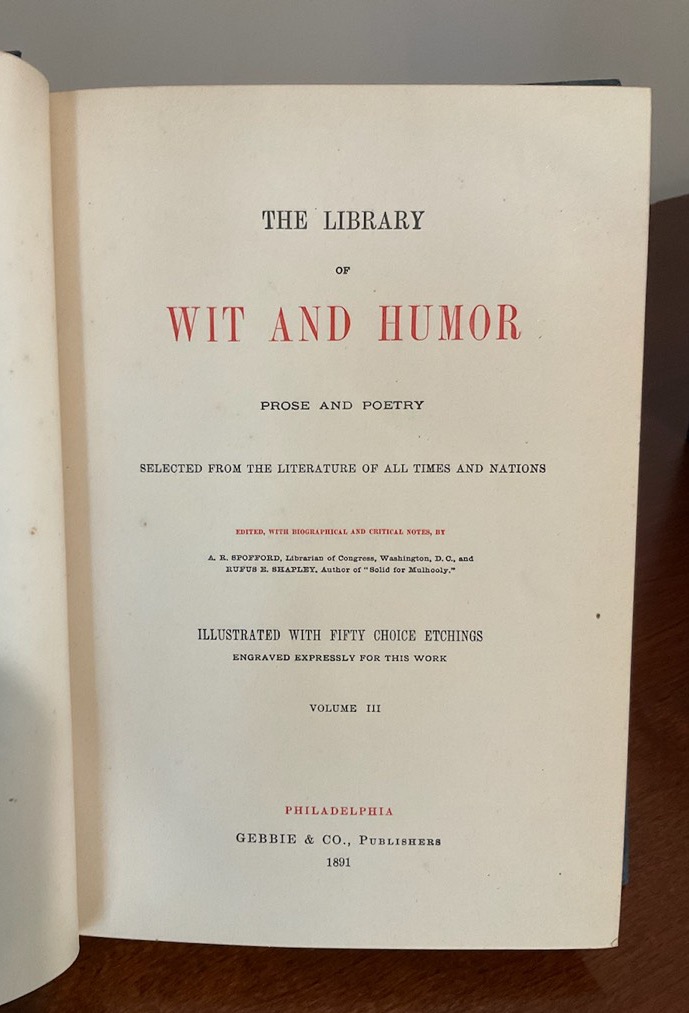 THE LIBRARY
OF
WIT AND HUMOR
PROSE AND POETRY
SELECTED FROM THE LITERATURE OF ALL TIMES AND NATIONS
EDITED, WITH BIOGRAPHICAL AND CRITICAL NOTES, BY
A. R. SPOFFORD, Librarian of Congress, Washington, D. C., and
RUFUS E. SHAPLEY, Author of "Solid for Mulhooly."
ILLUSTRATED WITH FIFTY CHOICE ETCHINGS
ENGRAVED EXPRESSLY FOR THIS WORK
VOLUME III
PHILADELPHIA
GEBBIE & CO., PUBLISHERS
1891